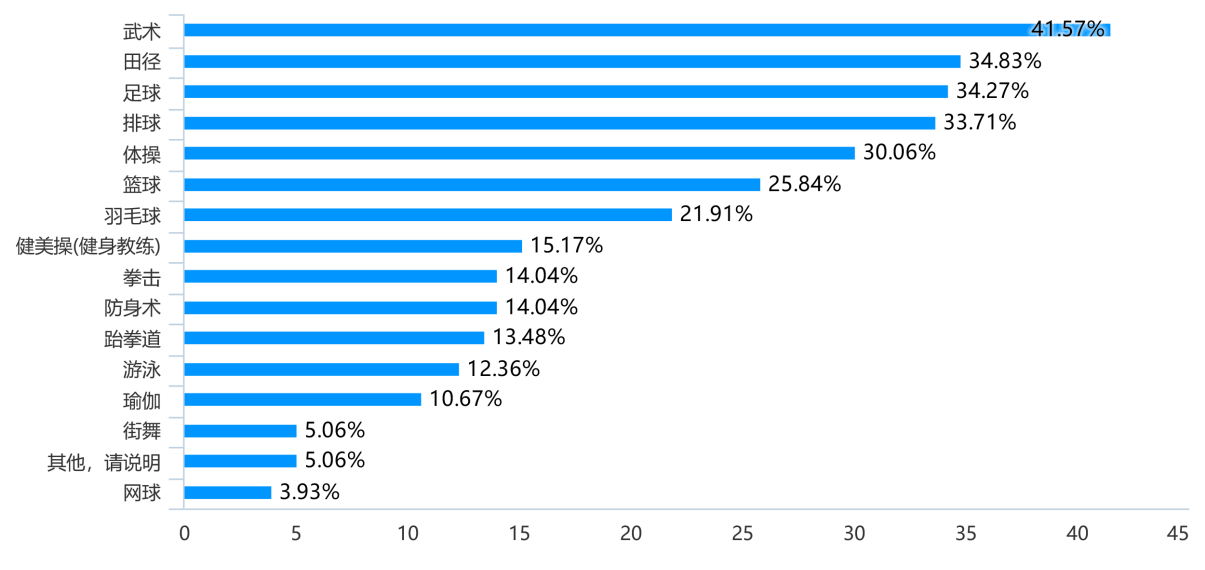 武术 41.57%
田径 34.83%
足球 34.27%
排球 33.71%
体操 30.06%
篮球 25.84%
羽毛球 21.91%
健美操(健身教练) 15.17%
拳击 14.04%
防身术 14.04%
跆拳道 13.48%
游泳 12.36%
瑜伽 10.67%
街舞 5.06%
其他，请说明 5.06%
网球 3.93%
0 5 10 15 20 25 30 35 40 45